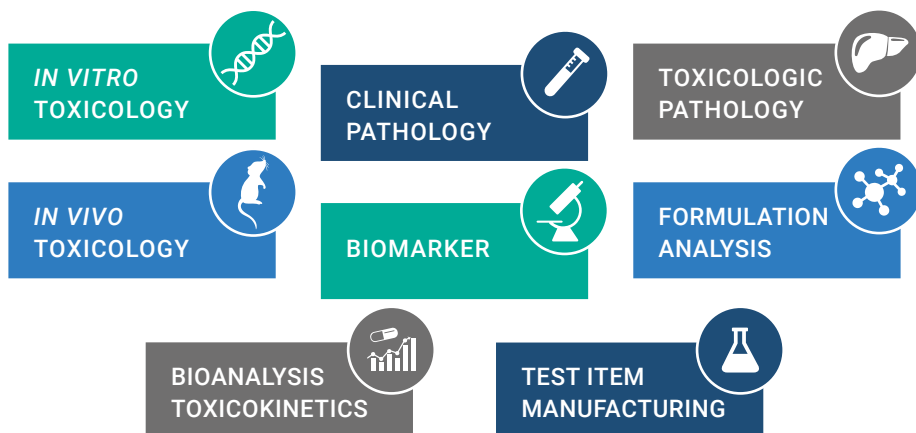 IN VITRO
TOXICOLOGY
CLINICAL
PATHOLOGY
TOXICOLOGIC
PATHOLOGY
IN VIVO
TOXICOLOGY
BIOMARKER
FORMULATION
ANALYSIS
BIOANALYSIS
TOXICOKINETICS
TEST ITEM
MANUFACTURING